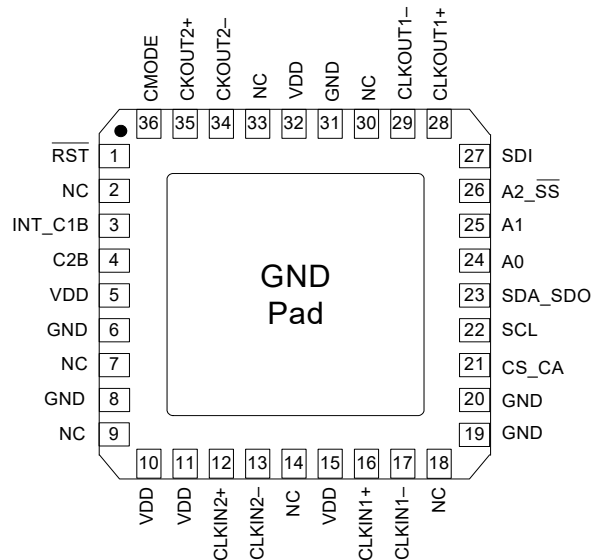 CMODE
CKOUT2+
CKOUT2–
NC
VDD
GND
NC
CLKOUT1–
CLKOUT1+
36 35 34 33 32 31 30 29 28
RST 1
NC 2
INT_C1B 3
C2B 4
VDD 5
GND 6
NC 7
GND 8
NC 9
GND
Pad
27 SDI
26 A2_SS
25 A1
24 A0
23 SDA_SDO
22 SCL
21 CS_CA
20 GND
19 GND
10 11 12 13 14 15 16 17 18
VDD
VDD
CLKIN2+
CLKIN2–
NC
VDD
CLKIN1+
CLKIN1–
NC